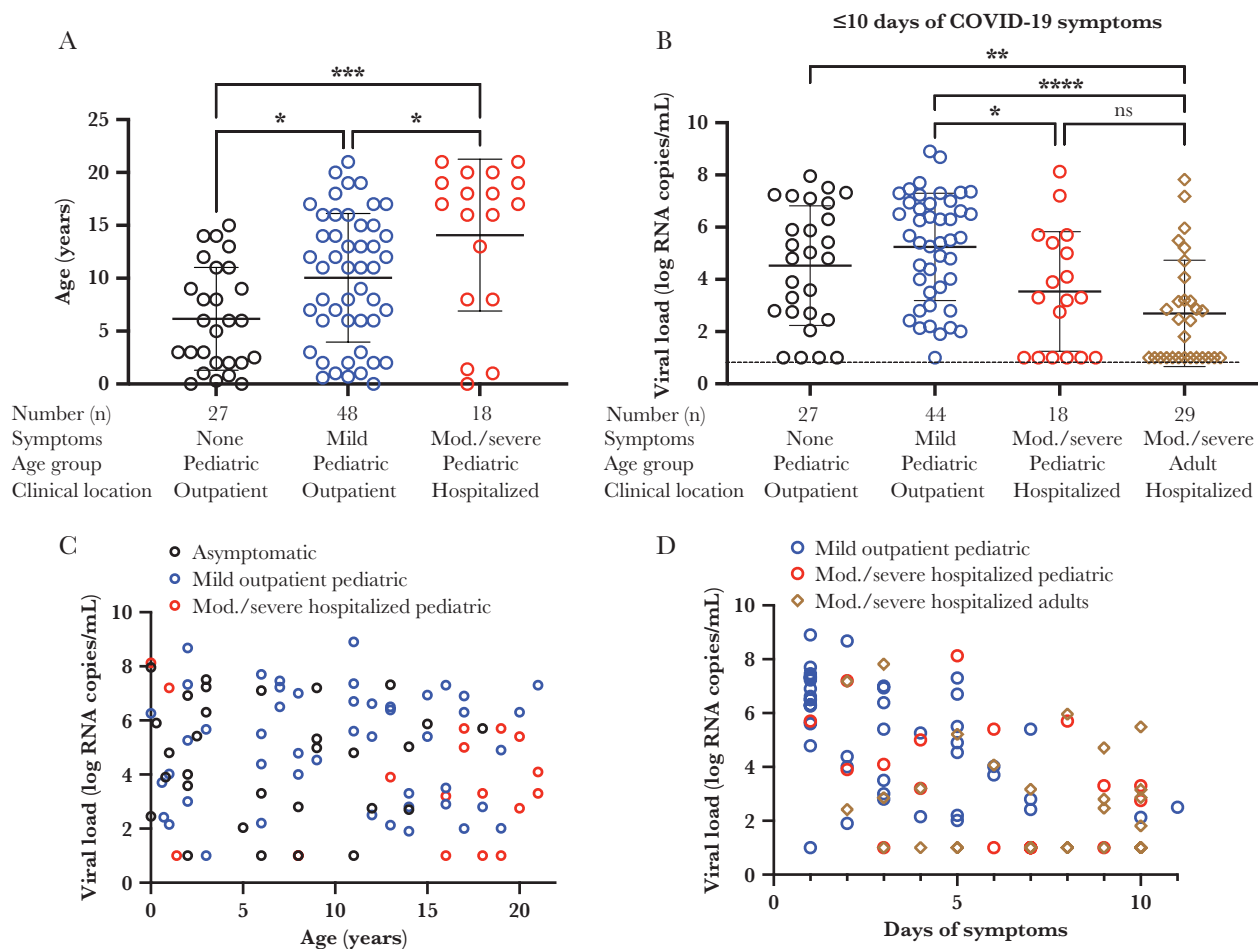 A
***
*
*
25
20
15
10
5
0
Age (years)
Number (n) 27 48 18
Symptoms None Mild Mod./severe
Age group Pediatric Pediatric Pediatric
Clinical location Outpatient Outpatient Hospitalized
B
≤10 days of COVID-19 symptoms
**
****
*
ns
10
8
6
4
2
0
Viral load (log RNA copies/mL)
Number (n) 27 44 18 29
Symptoms None Mild Mod./severe Mod./severe
Age group Pediatric Pediatric Pediatric Adult
Clinical location Outpatient Outpatient Hospitalized Hospitalized
C
Asymptomatic
Mild outpatient pediatric
Mod./severe hospitalized pediatric
10
8
6
4
2
0
Viral load (log RNA copies/mL)
0 5 10 15 20
Age (years)
D
Mild outpatient pediatric
Mod./severe hospitalized pediatric
Mod./severe hospitalized adults
10
8
6
4
2
0
Viral load (log RNA copies/mL)
0 5 10
Days of symptoms